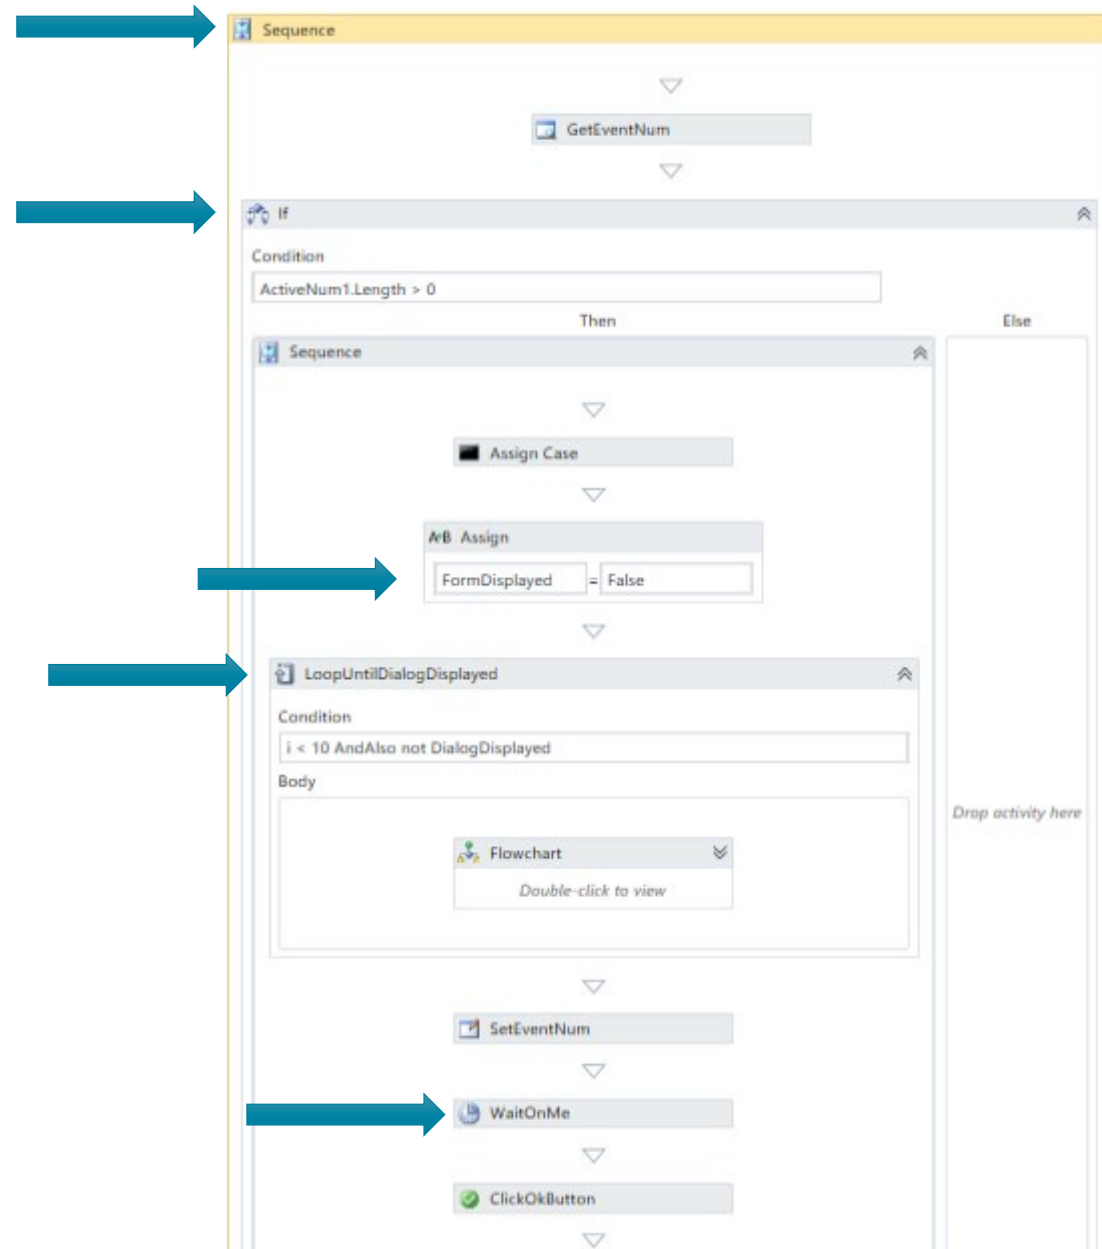 Sequence
GetEventNum
If
Condition
ActiveNum1.Length > 0
Then
Else
Sequence
Assign Case
A+B Assign
FormDisplayed = False
LoopUntilDialogDisplayed
Condition
i < 10 AndAlso not DialogDisplayed
Body
Drop activity here
Flowchart
Double-click to view
SetEventNum
WaitOnMe
ClickOkButton